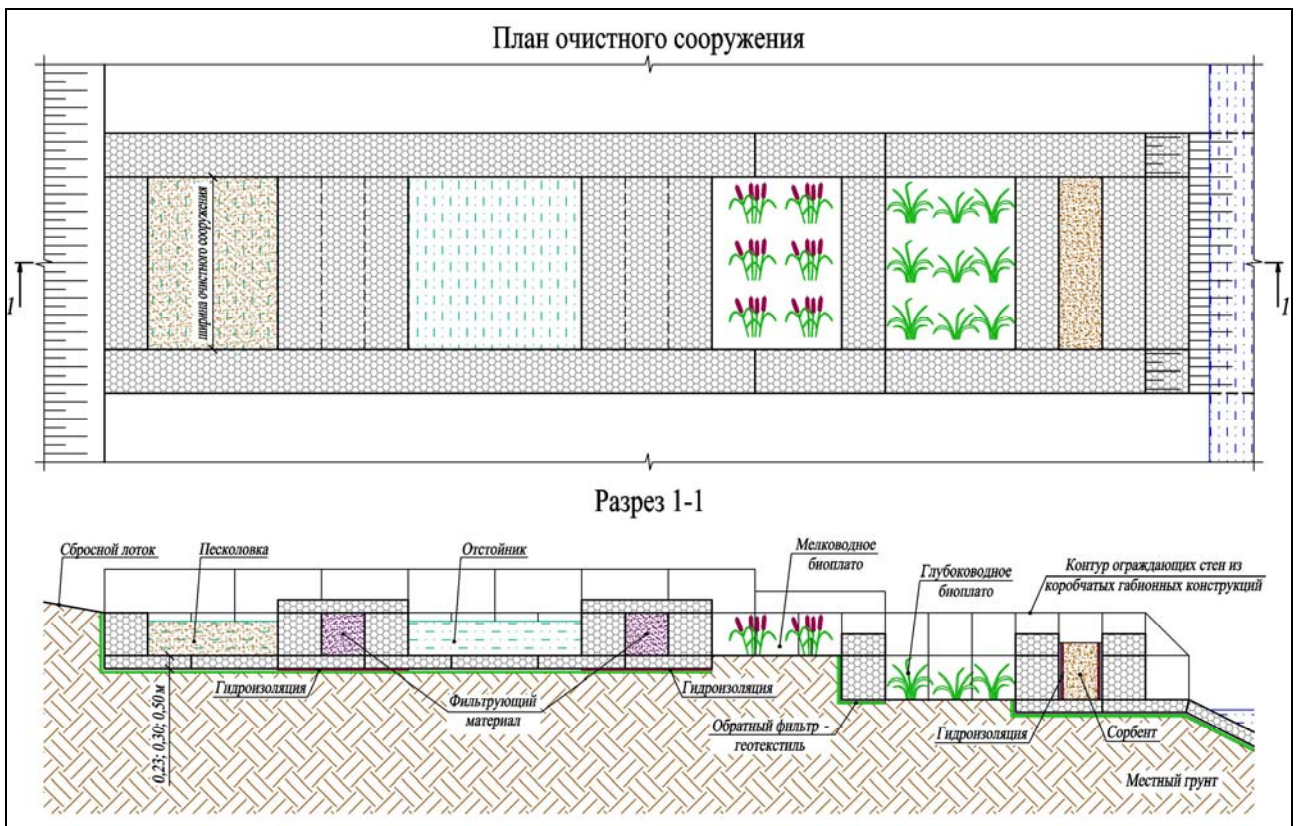 План очистного сооружения
ширина очистного сооружения
1
1
Разрез 1-1
Сбросной лоток
Песколовка
Отстойник
Мелководное
биоплато
Глубоководное
биоплато
Контур ограждающих стен из
коробчатых габионных конструкций
Гидроизоляция
Фильтрующий
материал
Гидроизоляция
Обратный фильтр -
геотекстиль
Гидроизоляция
Сорбент
0,23; 0,30; 0,50 м
Местный грунт